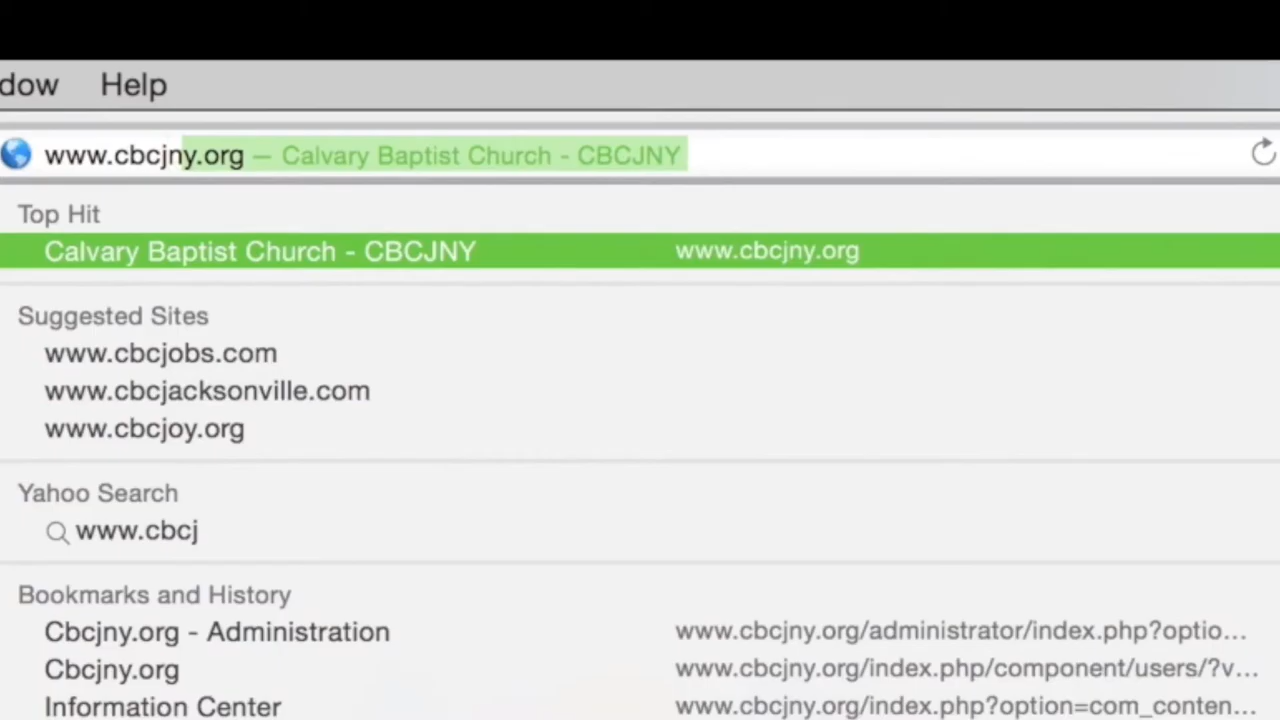 dow Help
www.cbcjny.org — Calvary Baptist Church - CBCJNY
Top Hit
Calvary Baptist Church - CBCJNY www.cbcjny.org
Suggested Sites
www.cbcjobs.com
www.cbcjacksonville.com
www.cbcjoy.org
Yahoo Search
www.cbcj
Bookmarks and History
Cbcjny.org - Administration www.cbcjny.org/administrator/index.php?optio...
Cbcjny.org www.cbcjny.org/index.php/component/users/?v...
Information Center www.cbcjny.org/index.php?option=com_conten...